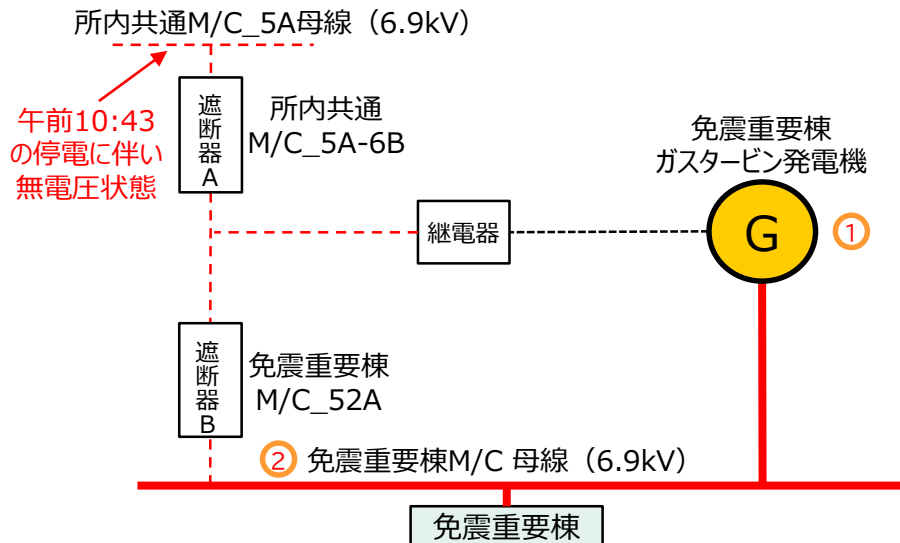 所内共通M/C_5A母線（6.9kV）
午前10:43
の停電に伴い
無電圧状態
遮断器A
所内共通
M/C_5A-6B
免震重要棟
ガスタービン発電機
継電器
G
①
遮断器B
免震重要棟
M/C_52A
② 免震重要棟M/C 母線（6.9kV）
免震重要棟